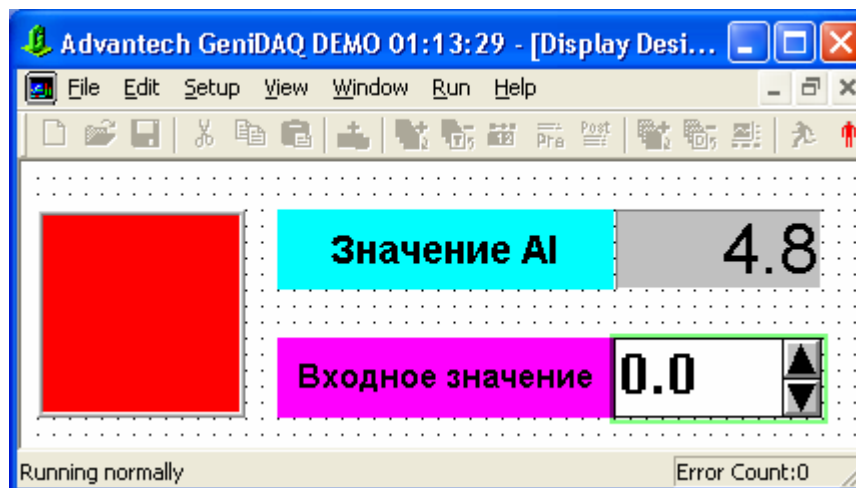 Advantech GeniDAQ DEMO 01:13:29 - [Display Desi...
File Edit Setup View Window Run Help
Pre Post
Значение AI 4.8
Входное значение 0.0
Running normally Error Count:0